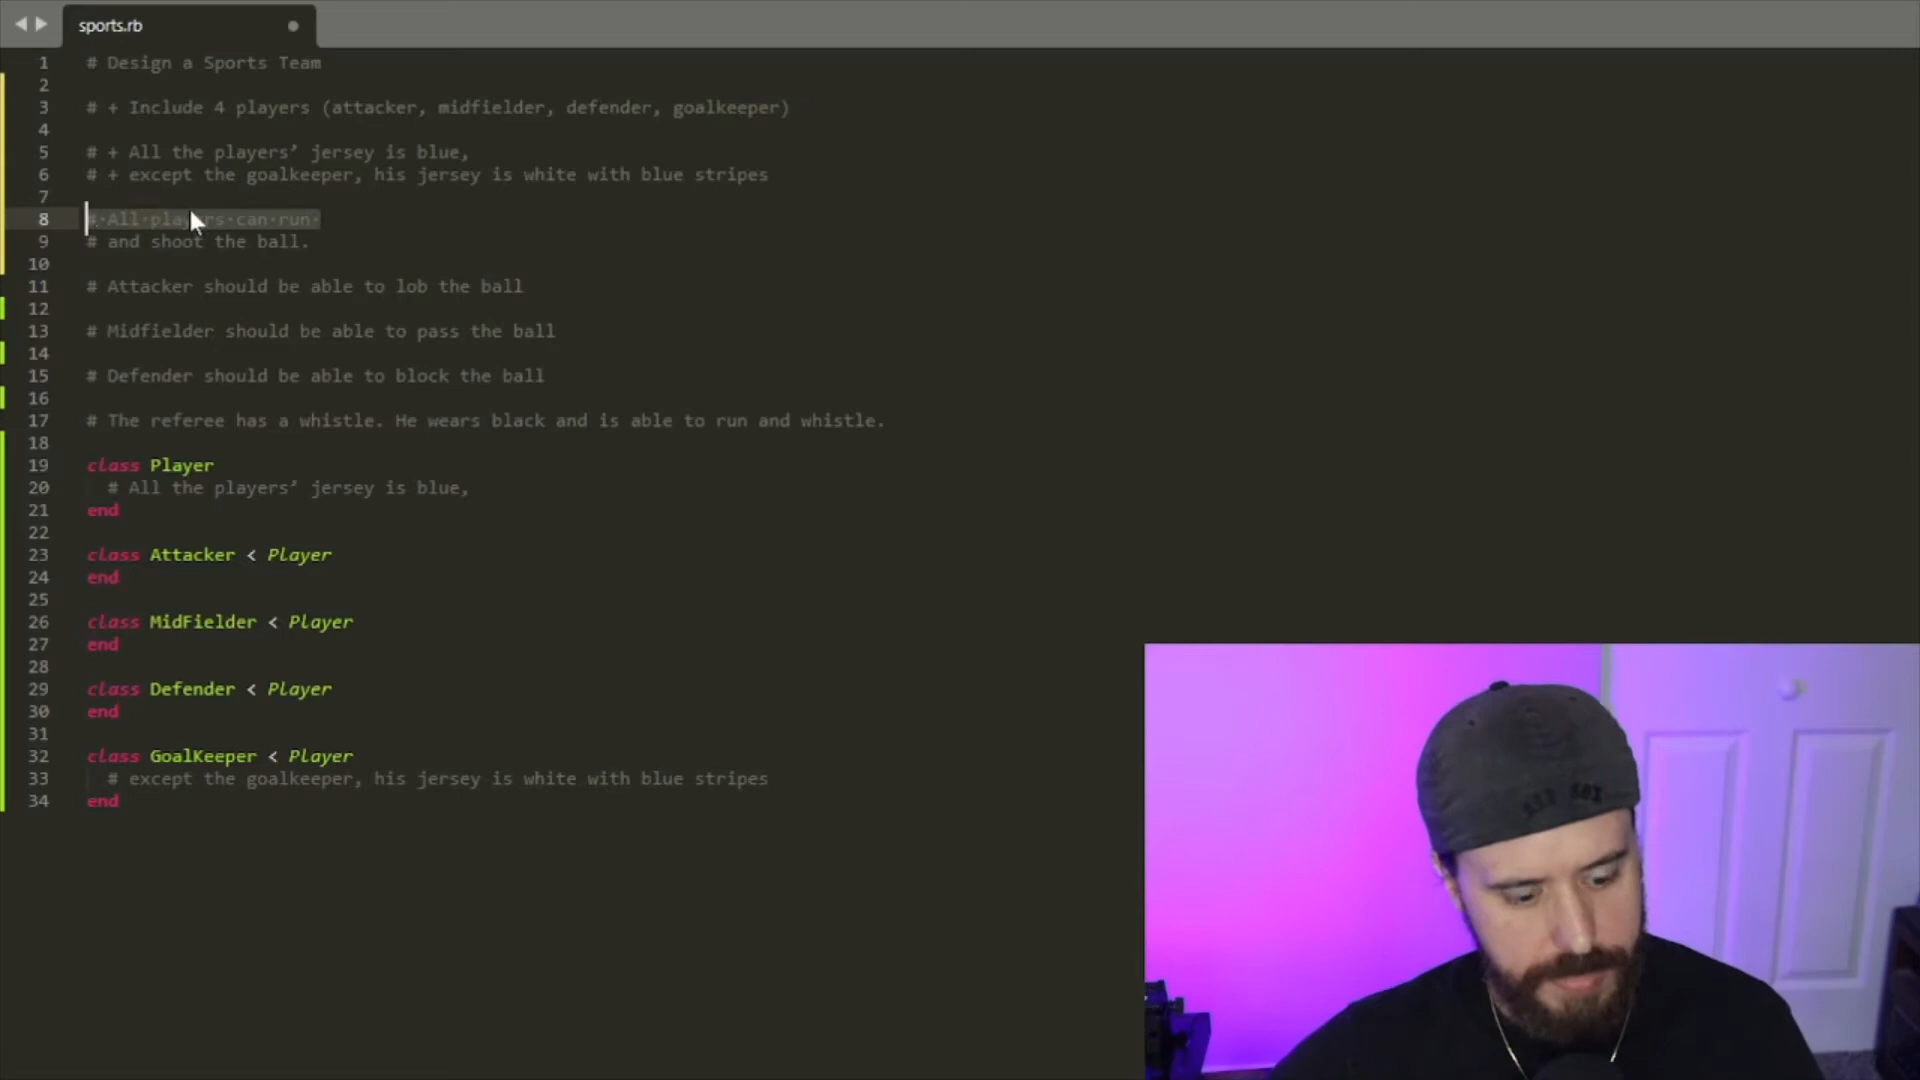 sports.rb
1 # Design a Sports Team
2
3 # + Include 4 players (attacker, midfielder, defender, goalkeeper)
4
5 # + All the players’ jersey is blue,
6 # + except the goalkeeper, his jersey is white with blue stripes
7
8 # All players can run
9 # and shoot the ball.
10
11 # Attacker should be able to lob the ball
12
13 # Midfielder should be able to pass the ball
14
15 # Defender should be able to block the ball
16
17 # The referee has a whistle. He wears black and is able to run and whistle.
18
19 class Player
20 # All the players’ jersey is blue,
21 end
22
23 class Attacker < Player
24 end
25
26 class MidFielder < Player
27 end
28
29 class Defender < Player
30 end
31
32 class GoalKeeper < Player
33 # except the goalkeeper, his jersey is white with blue stripes
34 end